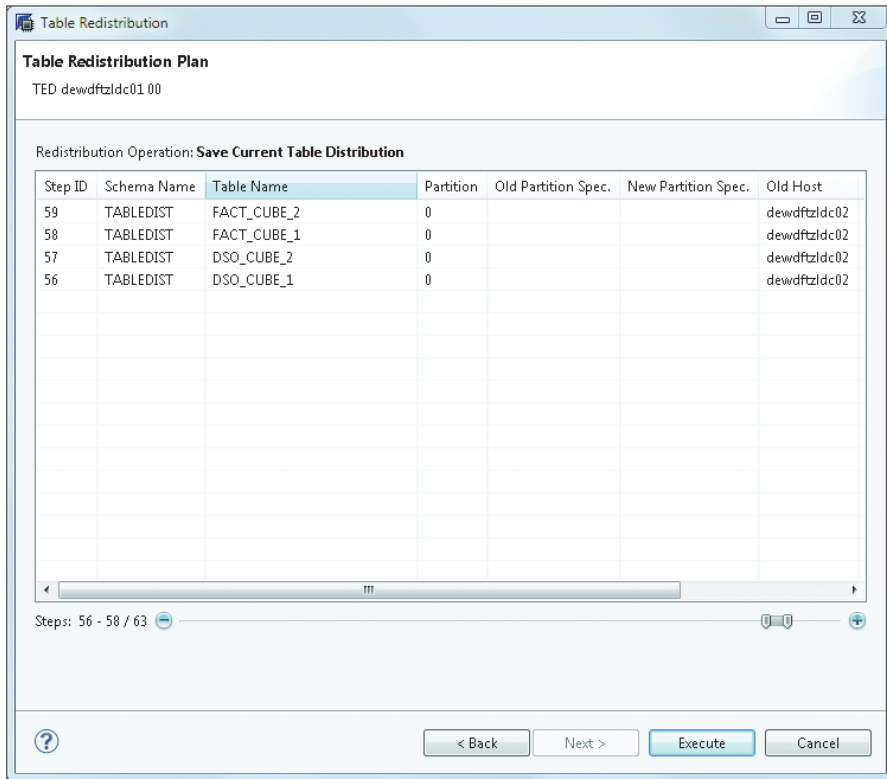 Table Redistribution
Table Redistribution Plan
TED dewdftzldc01 00
Redistribution Operation: Save Current Table Distribution
Step ID Schema Name Table Name Partition Old Partition Spec. New Partition Spec. Old Host
59 TABLEDIST FACT_CUBE_2 0 dewdftzldc02
58 TABLEDIST FACT_CUBE_1 0 dewdftzldc02
57 TABLEDIST DSO_CUBE_2 0 dewdftzldc02
56 TABLEDIST DSO_CUBE_1 0 dewdftzldc02
Steps: 56 - 58 / 63
< Back Next > Execute Cancel